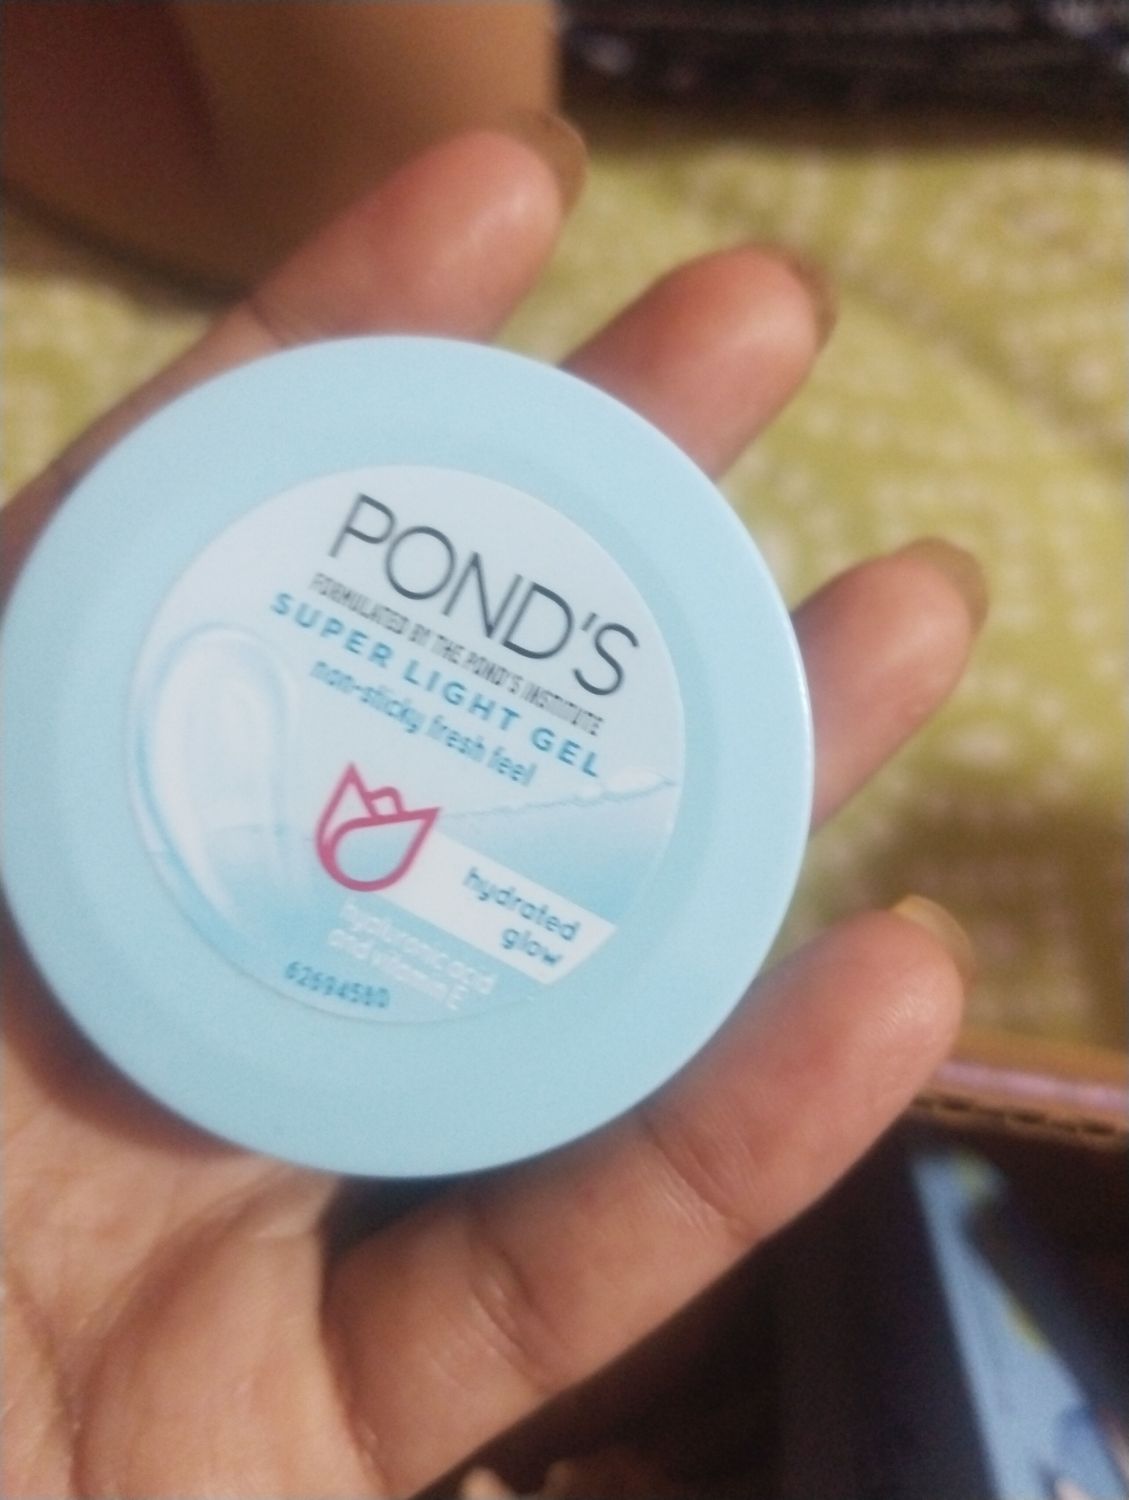 POND'S
FORMULATED BY THE POND'S INSTITUTE
SUPER LIGHT GEL
non-sticky fresh feel
hydrated
glow
hyaluronic acid
and vitamin E
62694580